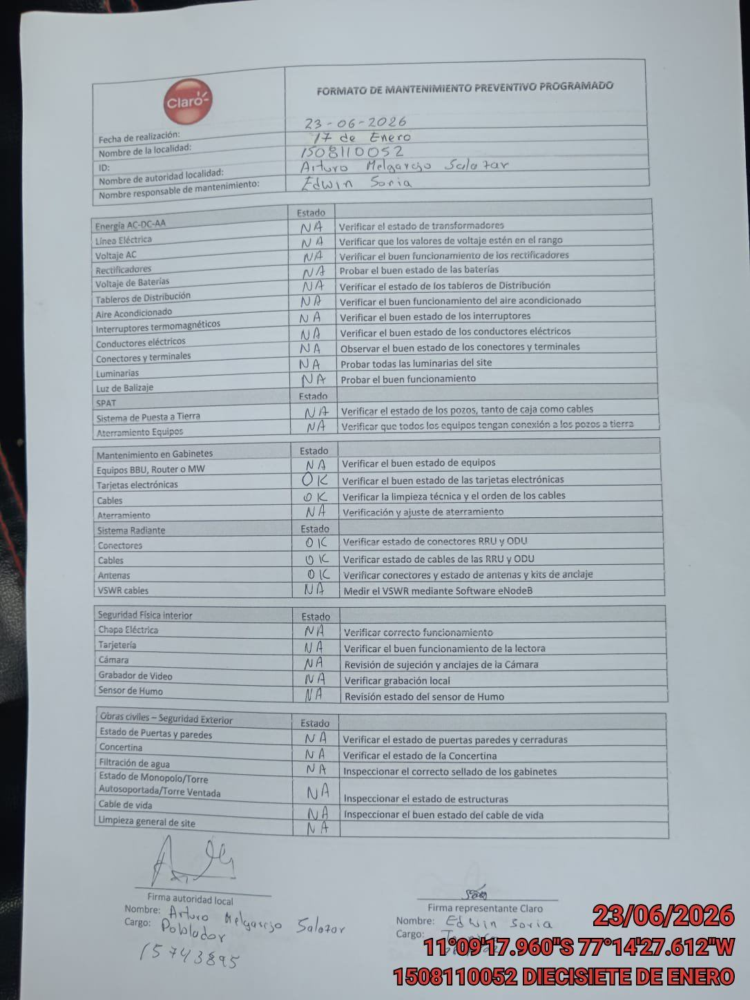 Claro
FORMATO DE MANTENIMIENTO PREVENTIVO PROGRAMADO
Fecha de realización: 23-06-2026
Nombre de la localidad: 17 de Enero
ID: 1508110052
Nombre de autoridad localidad: Arturo Melgarejo Salazar
Nombre responsable de mantenimiento: Edwin Soria
Estado
Energía AC-DC-AA NA Verificar el estado de transformadores
Línea Eléctrica NA Verificar que los valores de voltaje estén en el rango
Voltaje AC NA Verificar el buen funcionamiento de los rectificadores
Rectificadores NA Probar el buen estado de las baterías
Voltaje de Baterías NA Verificar el estado de los tableros de Distribución
Tableros de Distribución NA Verificar el buen funcionamiento del aire acondicionado
Aire Acondicionado NA Verificar el buen estado de los interruptores
Interruptores termomagnéticos NA Verificar el buen estado de los conductores eléctricos
Conductores eléctricos NA Observar el buen estado de los conectores y terminales
Conectores y terminales NA Probar todas las luminarias del site
Luminarias NA Probar el buen funcionamiento
Luz de Balizaje
SPAT Estado
Sistema de Puesta a Tierra NA Verificar el estado de los pozos, tanto de caja como cables
Aterramiento Equipos NA Verificar que todos los equipos tengan conexión a los pozos a tierra
Mantenimiento en Gabinetes Estado
Equipos BBU, Router o MW NA Verificar el buen estado de equipos
Tarjetas electrónicas OK Verificar el buen estado de las tarjetas electrónicas
Cables OK Verificar la limpieza técnica y el orden de los cables
Aterramiento NA Verificación y ajuste de aterramiento
Sistema Radiante Estado
Conectores OK Verificar estado de conectores RRU y ODU
Cables OK Verificar estado de cables de las RRU y ODU
Antenas OK Verificar conectores y estado de antenas y kits de anclaje
VSWR cables NA Medir el VSWR mediante Software eNodeB
Seguridad Física interior Estado
Chapa Eléctrica NA Verificar correcto funcionamiento
Tarjetería NA Verificar el buen funcionamiento de la lectora
Cámara NA Revisión de sujeción y anclajes de la Cámara
Grabador de Video NA Verificar grabación local
Sensor de Humo NA Revisión estado del sensor de Humo
Obras civiles – Seguridad Exterior Estado
Estado de Puertas y paredes NA Verificar el estado de puertas paredes y cerraduras
Concertina NA Verificar el estado de la Concertina
Filtración de agua NA Inspeccionar el correcto sellado de los gabinetes
Estado de Monopolo/Torre
Autosoportada/Torre Ventada NA Inspeccionar el estado de estructuras
Cable de vida NA Inspeccionar el buen estado del cable de vida
Limpieza general de site NA
Firma autoridad local
Nombre: Arturo Melgarejo Salazar
Cargo: Poblador
15743895
Firma representante Claro
Nombre: Edwin Soria
Cargo:
23/06/2026
11°09'17.960"S 77°14'27.612"W
1508110052 DIECISIETE DE ENERO